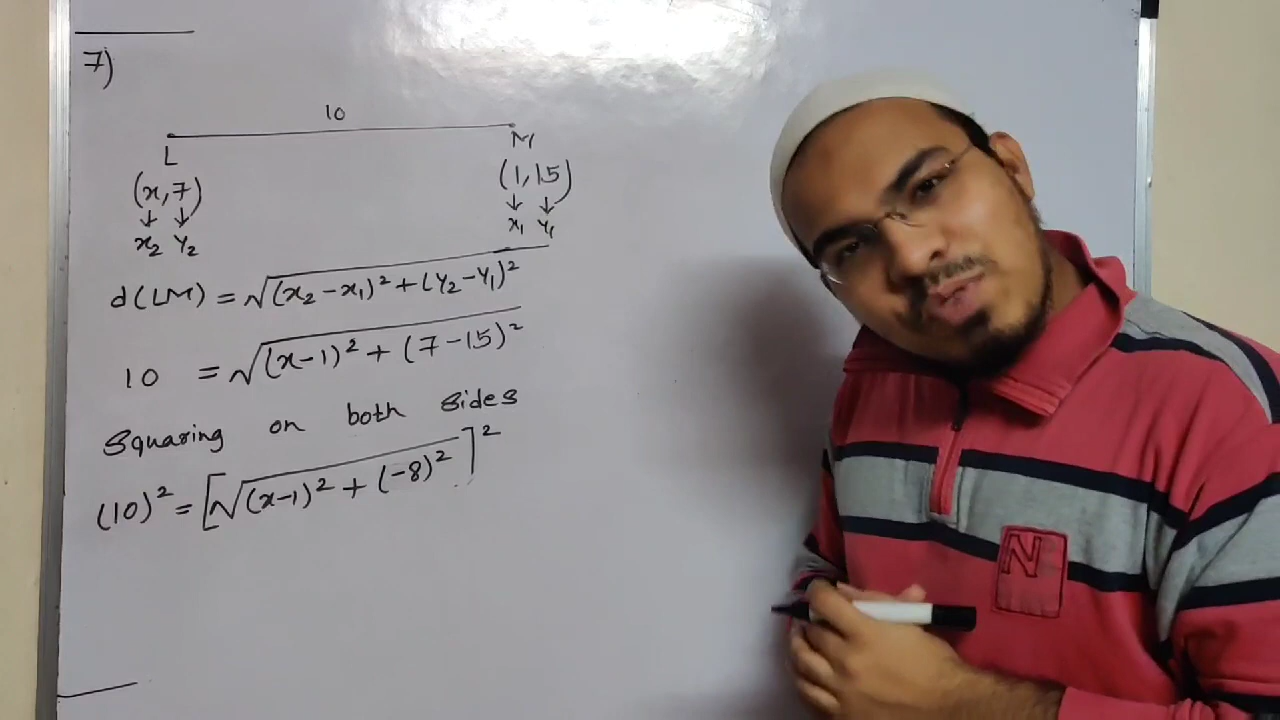 7)
10
L M
(x,7) (1,15)
↓ ↓ ↓ ↓
x₂ y₂ x₁ y₁
d(LM) = √(x₂-x₁)²+(y₂-y₁)²
10 = √(x-1)² + (7-15)²
Squaring on both sides
(10)² = [√(x-1)² + (-8)²]²
N